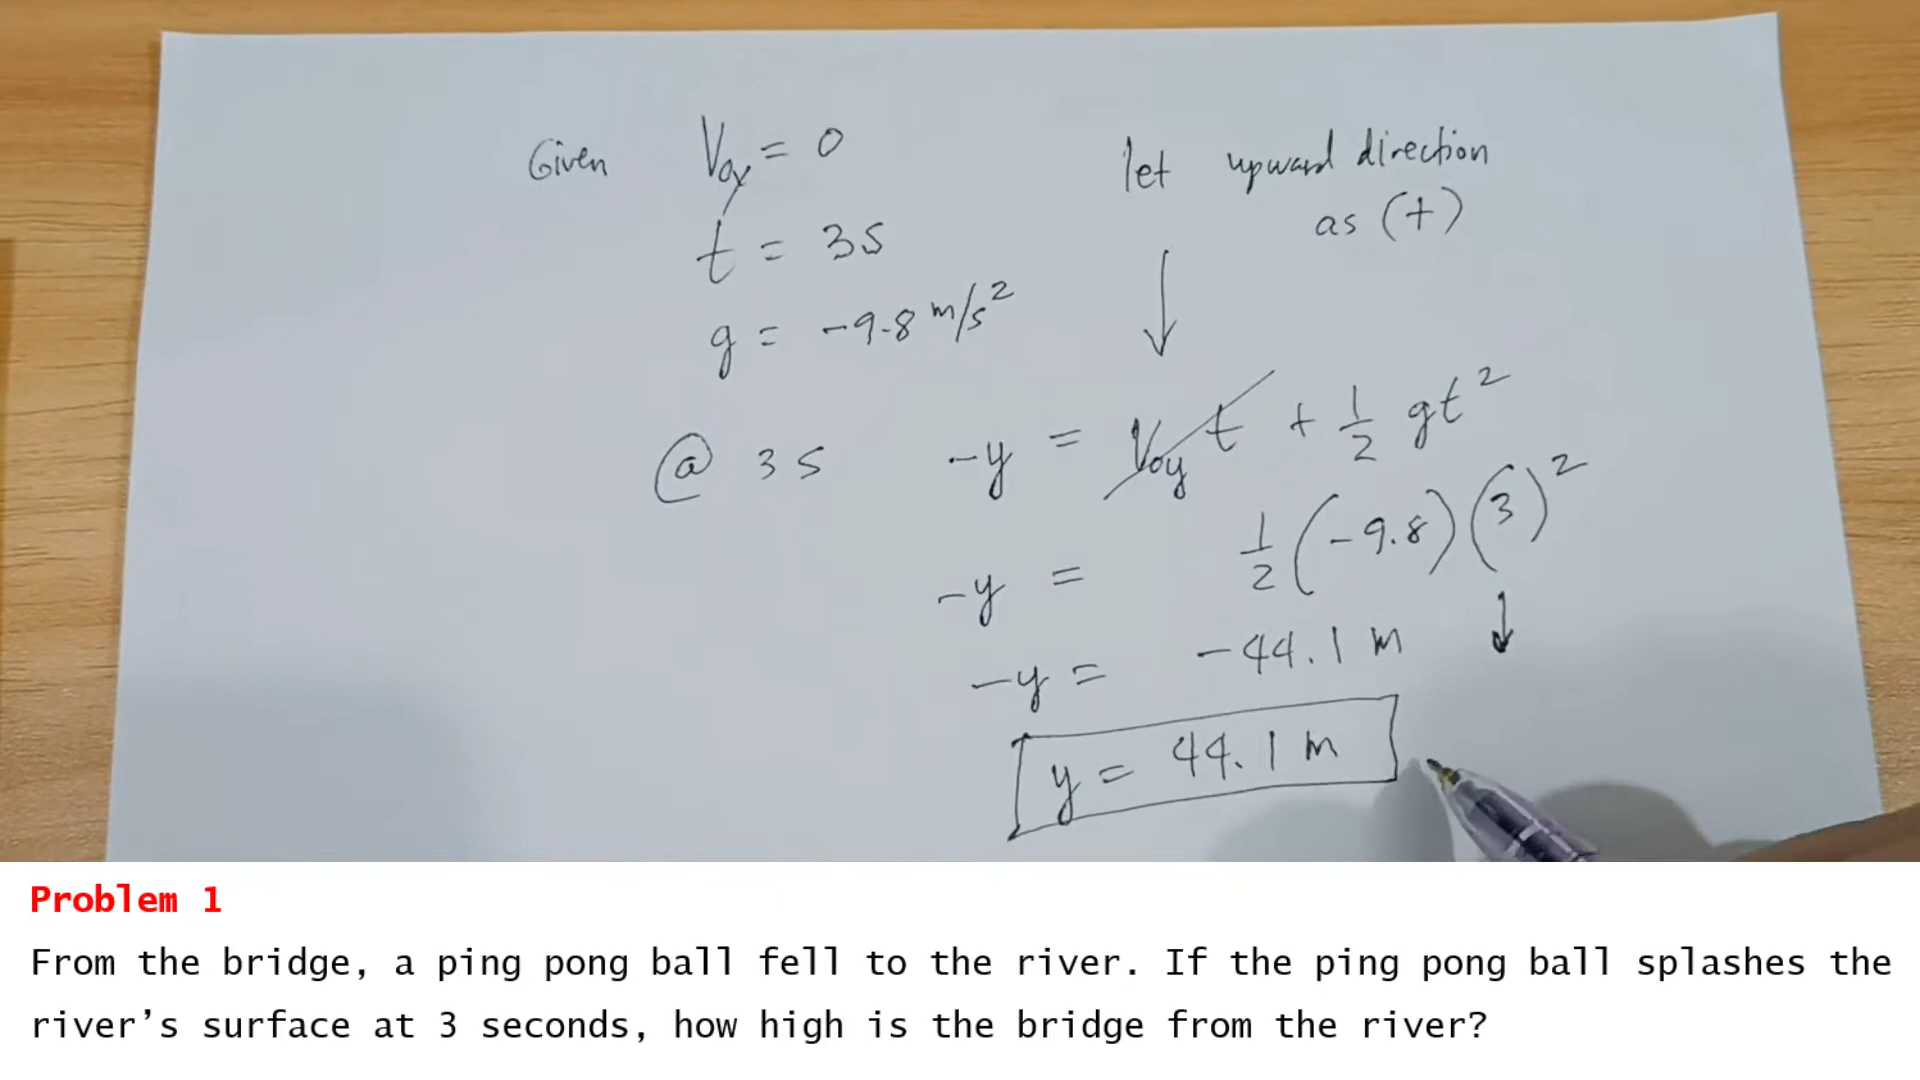 Given V₀y = 0
let upward direction
as (+)
t = 3s
g = -9.8 m/s²
@ 3s -y = V₀y t + 1/2 gt²
-y = 1/2 (-9.8)(3)²
-y = -44.1 m
y = 44.1 m
Problem 1
From the bridge, a ping pong ball fell to the river. If the ping pong ball splashes the
river’s surface at 3 seconds, how high is the bridge from the river?